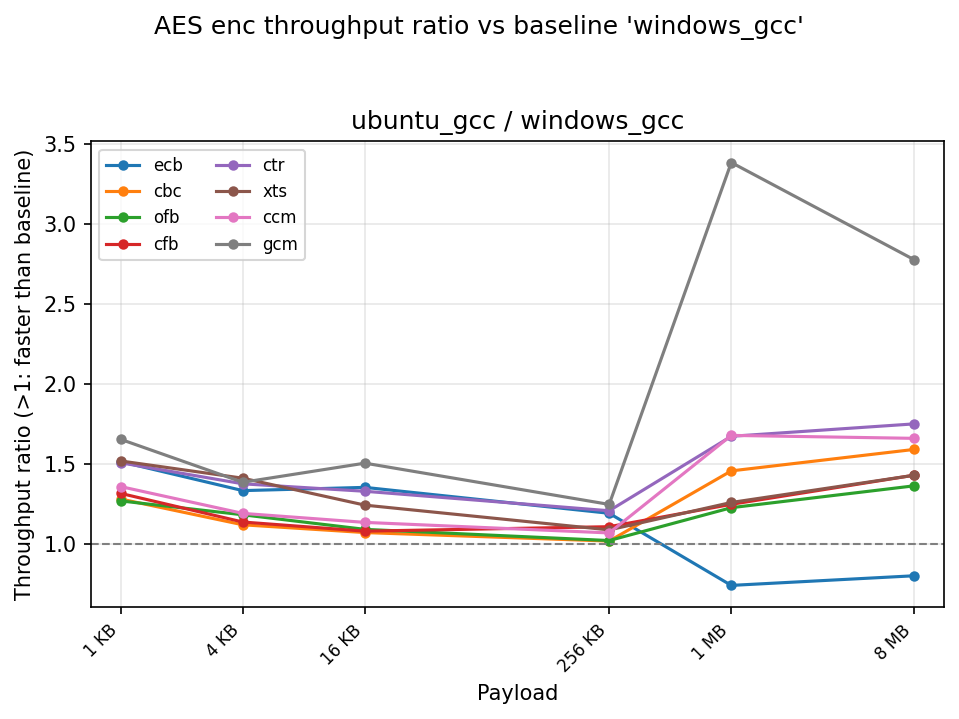 AES enc throughput ratio vs baseline 'windows_gcc'
ubuntu_gcc / windows_gcc
Throughput ratio (>1: faster than baseline)
3.5
3.0
2.5
2.0
1.5
1.0
ecb
cbc
ofb
cfb
ctr
xts
ccm
gcm
1 KB
4 KB
16 KB
256 KB
1 MB
8 MB
Payload